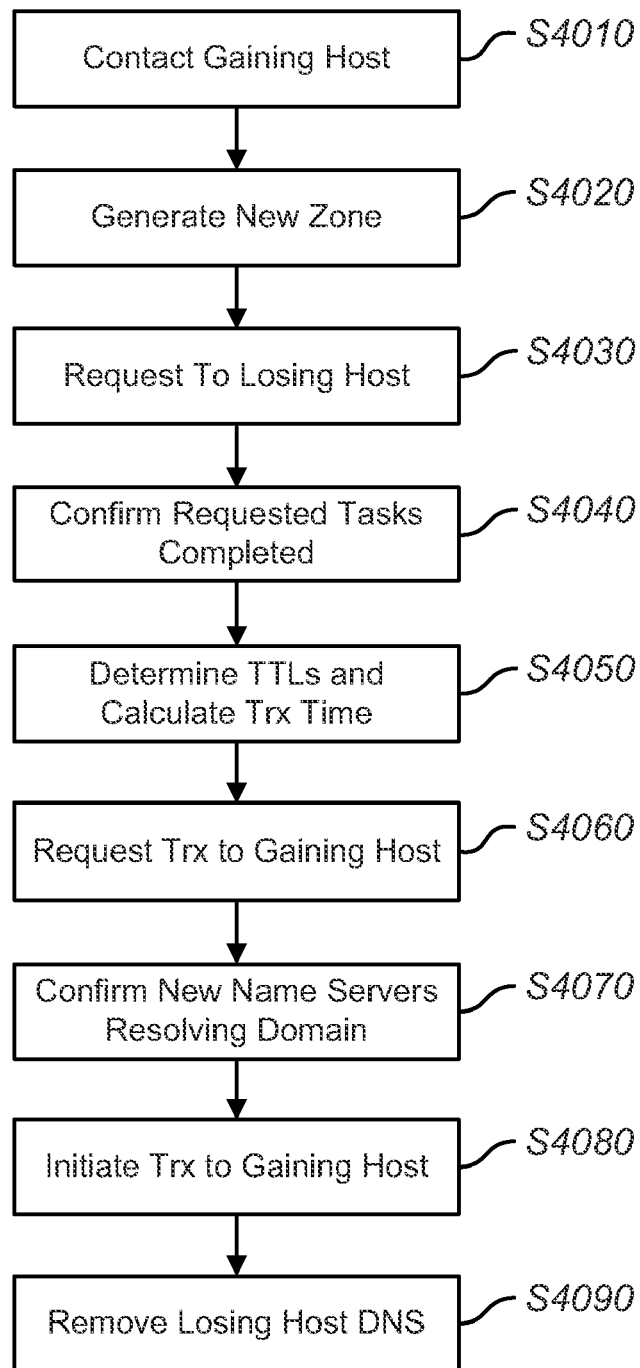 Contact Gaining Host
S4010
Generate New Zone
S4020
Request To Losing Host
S4030
Confirm Requested Tasks
Completed
S4040
Determine TTLs and
Calculate Trx Time
S4050
Request Trx to Gaining Host
S4060
Confirm New Name Servers
Resolving Domain
S4070
Initiate Trx to Gaining Host
S4080
Remove Losing Host DNS
S4090